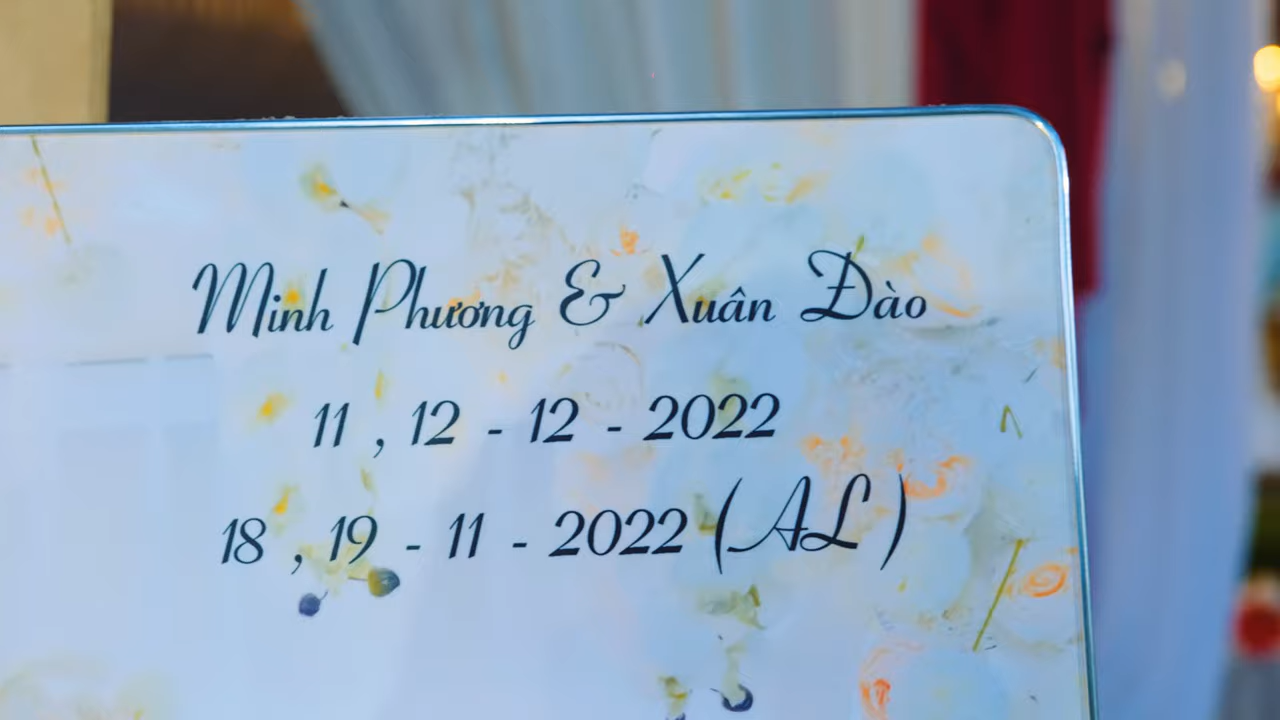 Minh Phương & Xuân Đào
11 , 12 - 12 - 2022
18 , 19 - 11 - 2022 ( AL )